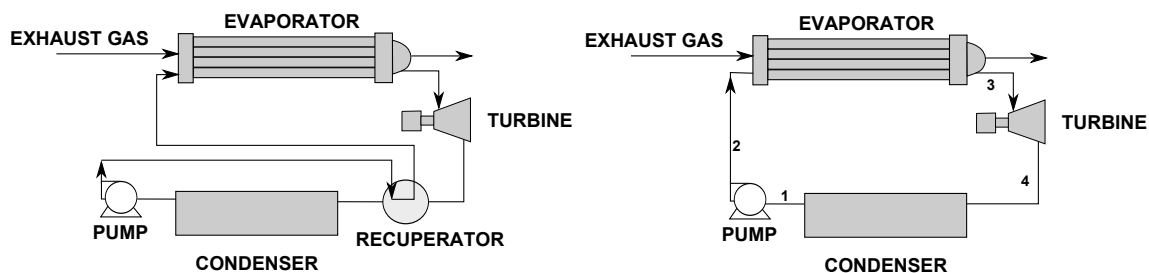 EVAPORATOR
EXHAUST GAS
TURBINE
PUMP
RECUPERATOR
CONDENSER
EVAPORATOR
EXHAUST GAS
3
TURBINE
2
1
4
PUMP
CONDENSER